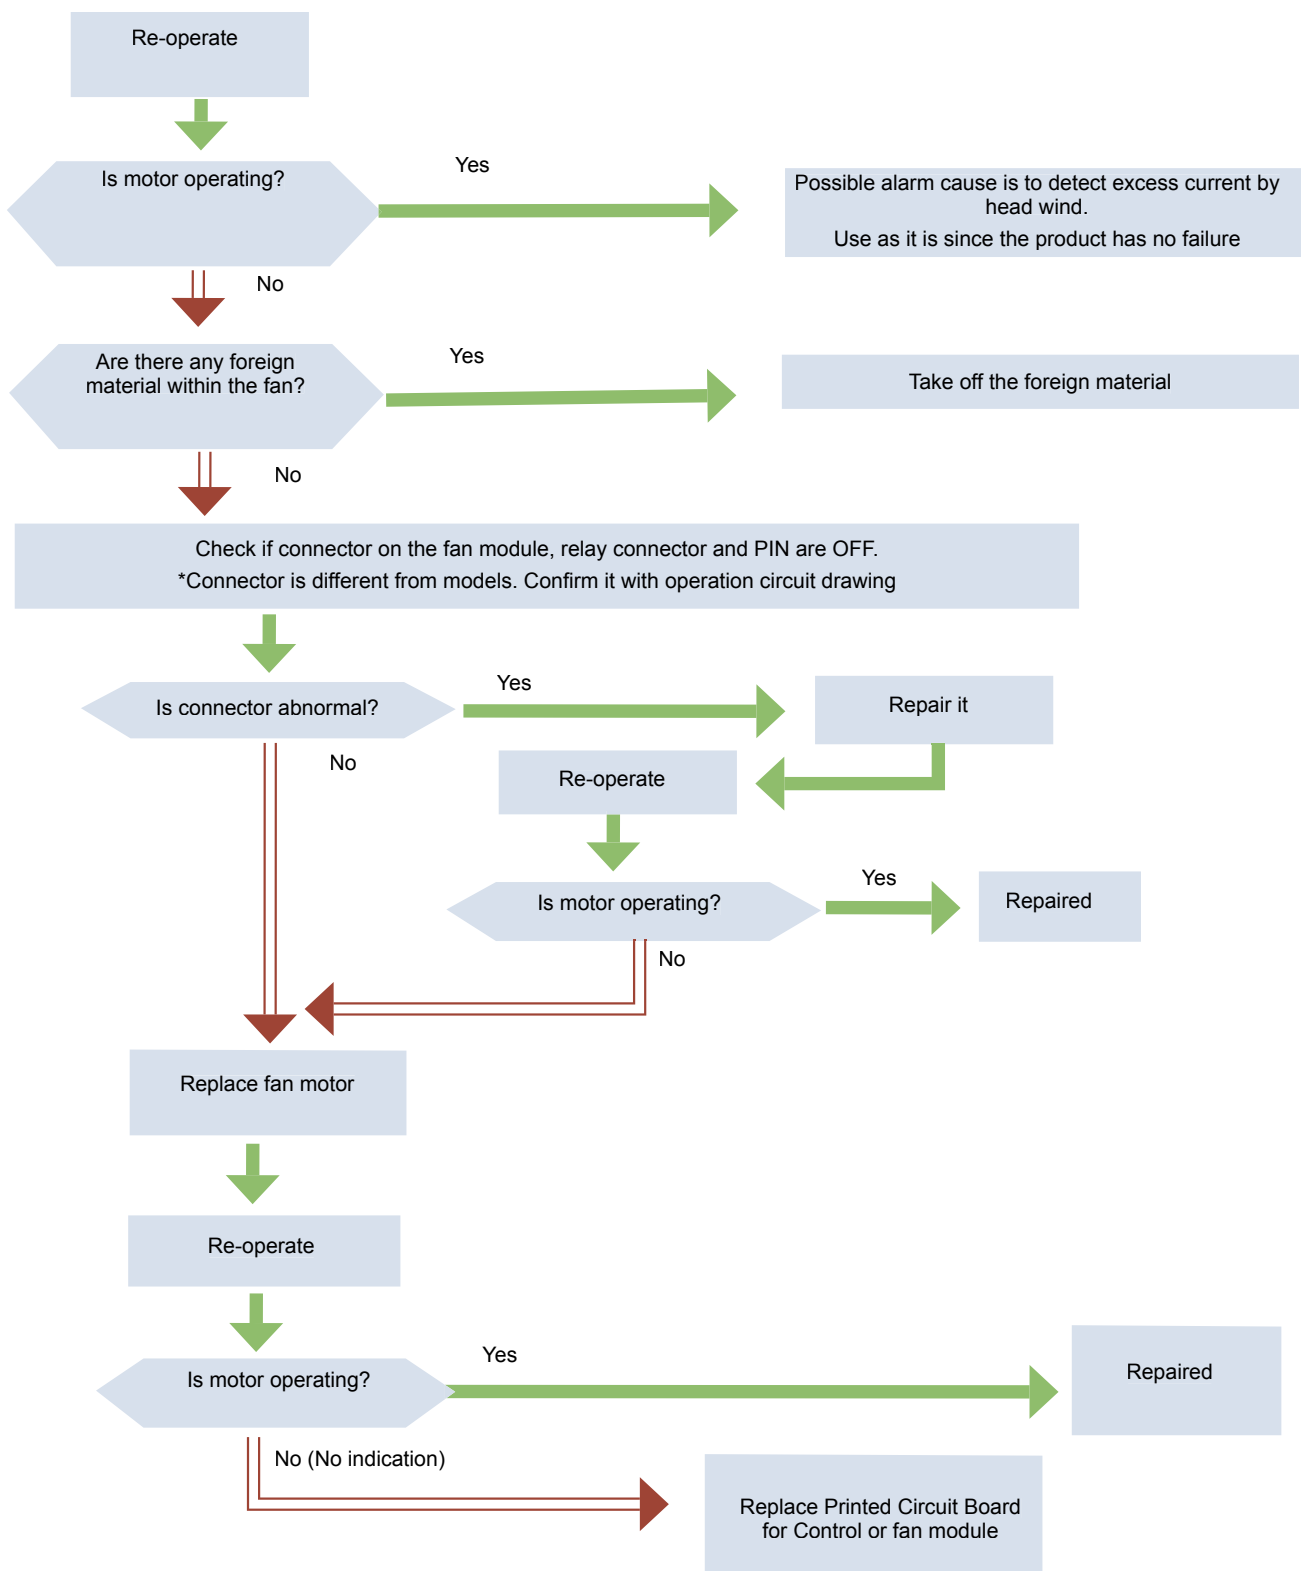 Re-operate
Is motor operating?
Yes
Possible alarm cause is to detect excess current by
head wind.
Use as it is since the product has no failure
No
Are there any foreign
material within the fan?
Yes
Take off the foreign material
No
Check if connector on the fan module, relay connector and PIN are OFF.
*Connector is different from models. Confirm it with operation circuit drawing
Is connector abnormal?
Yes
Repair it
No
Re-operate
Is motor operating?
Yes
Repaired
No
Replace fan motor
Re-operate
Is motor operating?
Yes
Repaired
No (No indication)
Replace Printed Circuit Board
for Control or fan module